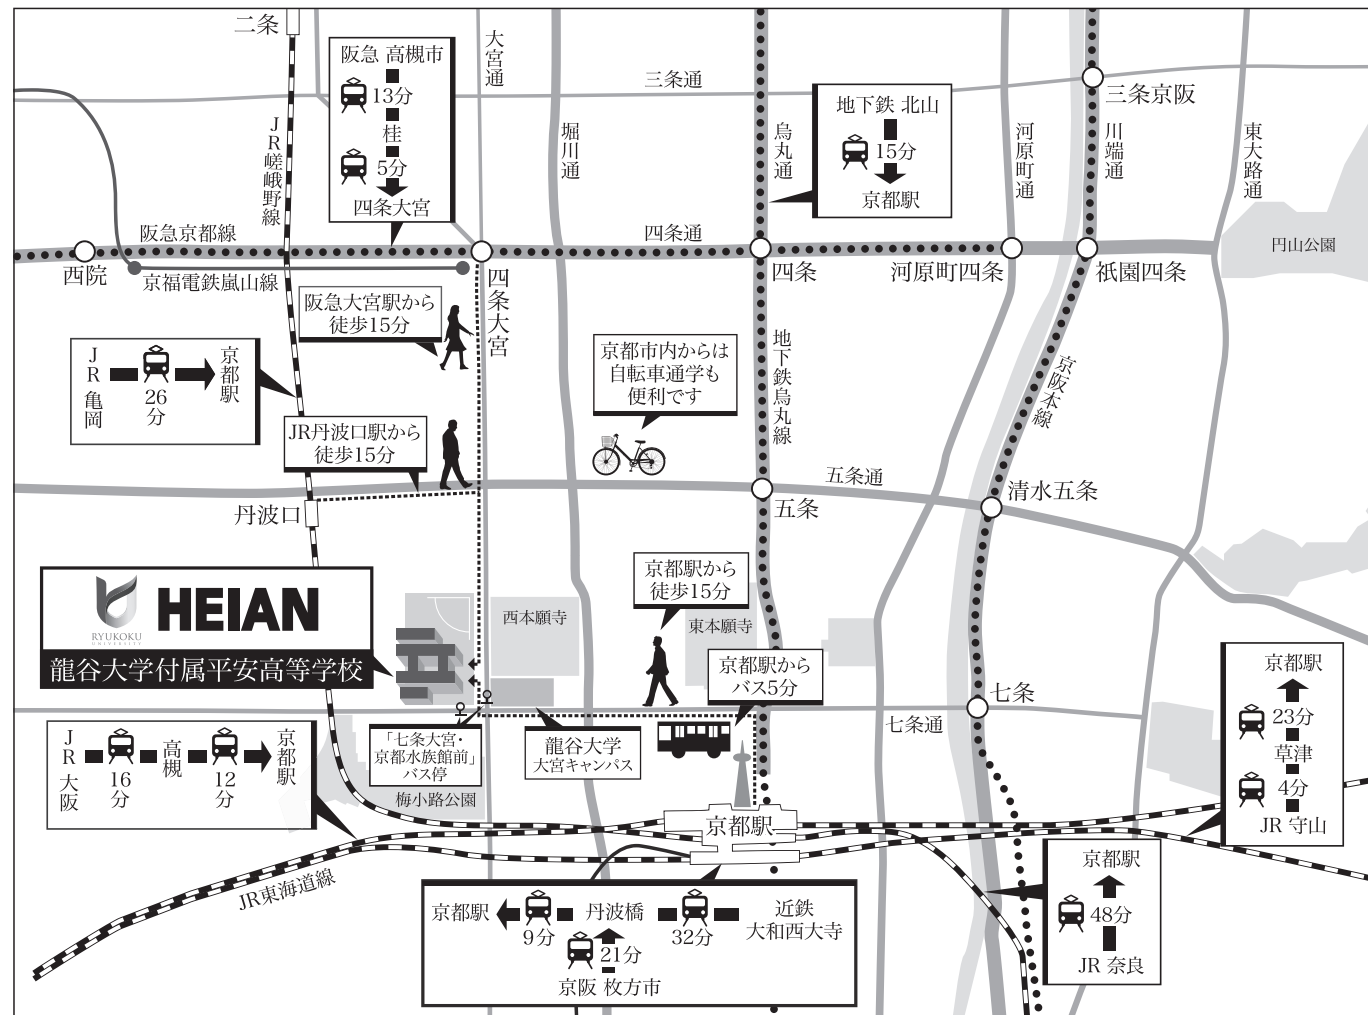 二条
阪急 高槻市
13分
桂
5分
四条大宮
大宮通
三条通
堀川通
烏丸通
地下鉄 北山
15分
京都駅
河原町通
三条京阪
川端通
東大路通
JR嵯峨野線
阪急京都線
四条通
円山公園
西院
京福電鉄嵐山線
四条大宮
四条
河原町四条
祇園四条
阪急大宮駅から
徒歩15分
JR亀岡
26分
京都駅
京都市内からは
自転車通学も
便利です
地下鉄烏丸線
京阪本線
JR丹波口駅から
徒歩15分
丹波口
五条通
五条
清水五条
RYUKOKU
UNIVERSITY
HEIAN
龍谷大学付属平安高等学校
西本願寺
京都駅から
徒歩15分
東本願寺
京都駅から
バス5分
七条
七条通
京都駅
23分
草津
4分
JR 守山
JR大阪
16分
高槻
12分
京都駅
「七条大宮・
京都水族館前」
バス停
龍谷大学
大宮キャンパス
梅小路公園
京都駅
JR東海道線
京都駅
9分
丹波橋
32分
近鉄
大和西大寺
21分
京阪 枚方市
京都駅
48分
JR 奈良